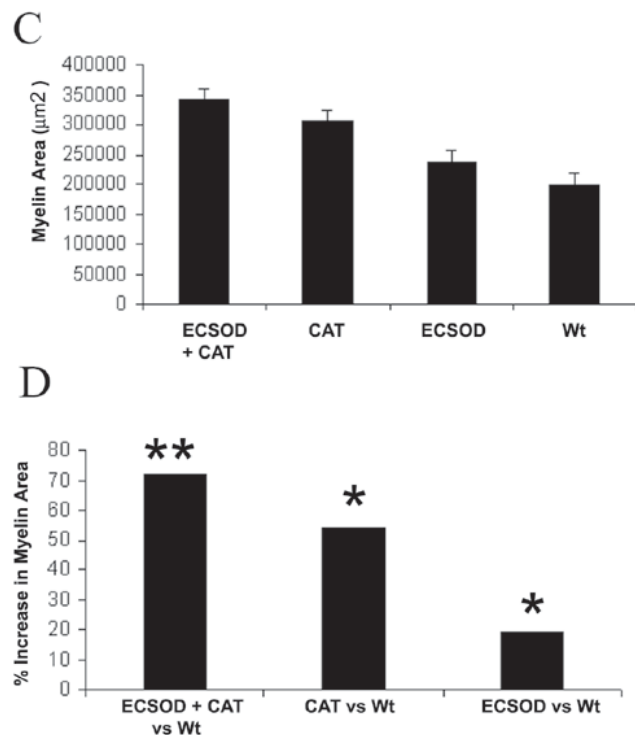 C
Myelin Area (μm2 )
400000
350000
300000
250000
200000
150000
100000
50000
0
ECSOD
+ CAT
CAT
ECSOD
Wt
D
% Increase in Myelin Area
80
70
60
50
40
30
20
10
0
**
*
*
ECSOD + CAT
vs Wt
CAT vs Wt
ECSOD vs Wt